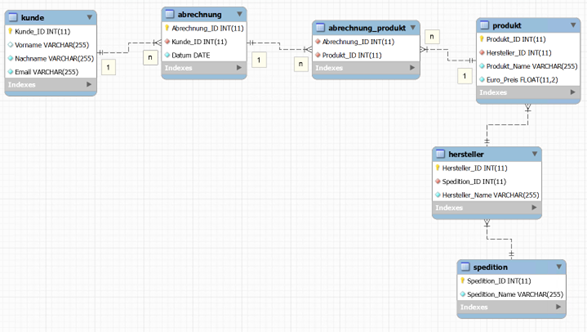 kunde
Kunde_ID INT(11)
Vorname VARCHAR(255)
Nachname VARCHAR(255)
Email VARCHAR(255)
Indexes
1
n
abrechnung
Abrechnung_ID INT(11)
Kunde_ID INT(11)
Datum DATE
Indexes
1
n
abrechnung_produkt
Abrechnung_ID INT(11)
Produkt_ID INT(11)
Indexes
n
1
produkt
Produkt_ID INT(11)
Hersteller_ID INT(11)
Produkt_Name VARCHAR(255)
Euro_Preis FLOAT(11,2)
Indexes
hersteller
Hersteller_ID INT(11)
Spedition_ID INT(11)
Hersteller_Name VARCHAR(255)
Indexes
spedition
Spedition_ID INT(11)
Spedition_Name VARCHAR(255)
Indexes